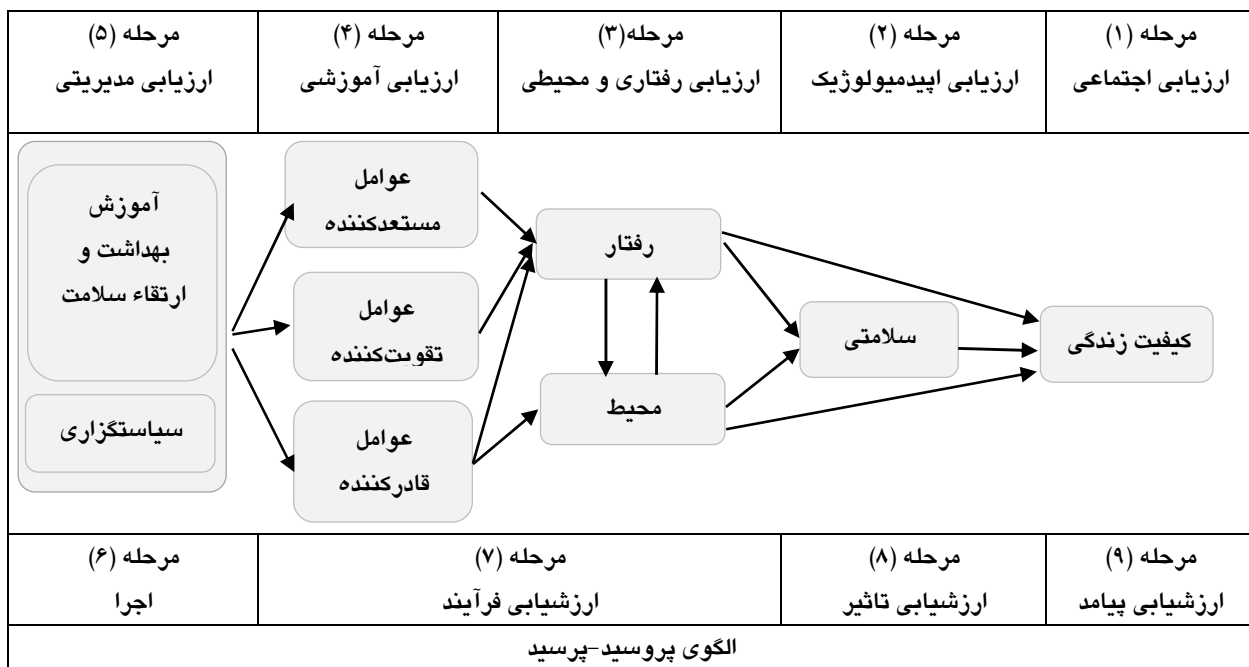 مرحله (۱)
ارزیابی اجتماعی
مرحله (۲)
ارزیابی اپیدمیولوژیک
مرحله(۳)
ارزیابی رفتاری و محیطی
مرحله (۴)
ارزیابی آموزشی
مرحله (۵)
ارزیابی مدیریتی
آموزش
بهداشت و
ارتقاء سلامت
سیاستگزاری
عوامل
مستعدکننده
عوامل
تقویت‌کننده
عوامل
قادرکننده
رفتار
محیط
سلامتی
کیفیت زندگی
مرحله (۹)
ارزشیابی پیامد
مرحله (۸)
ارزشیابی تاثیر
مرحله (۷)
ارزشیابی فرآیند
مرحله (۶)
اجرا
الگوی پروسید-پرسید